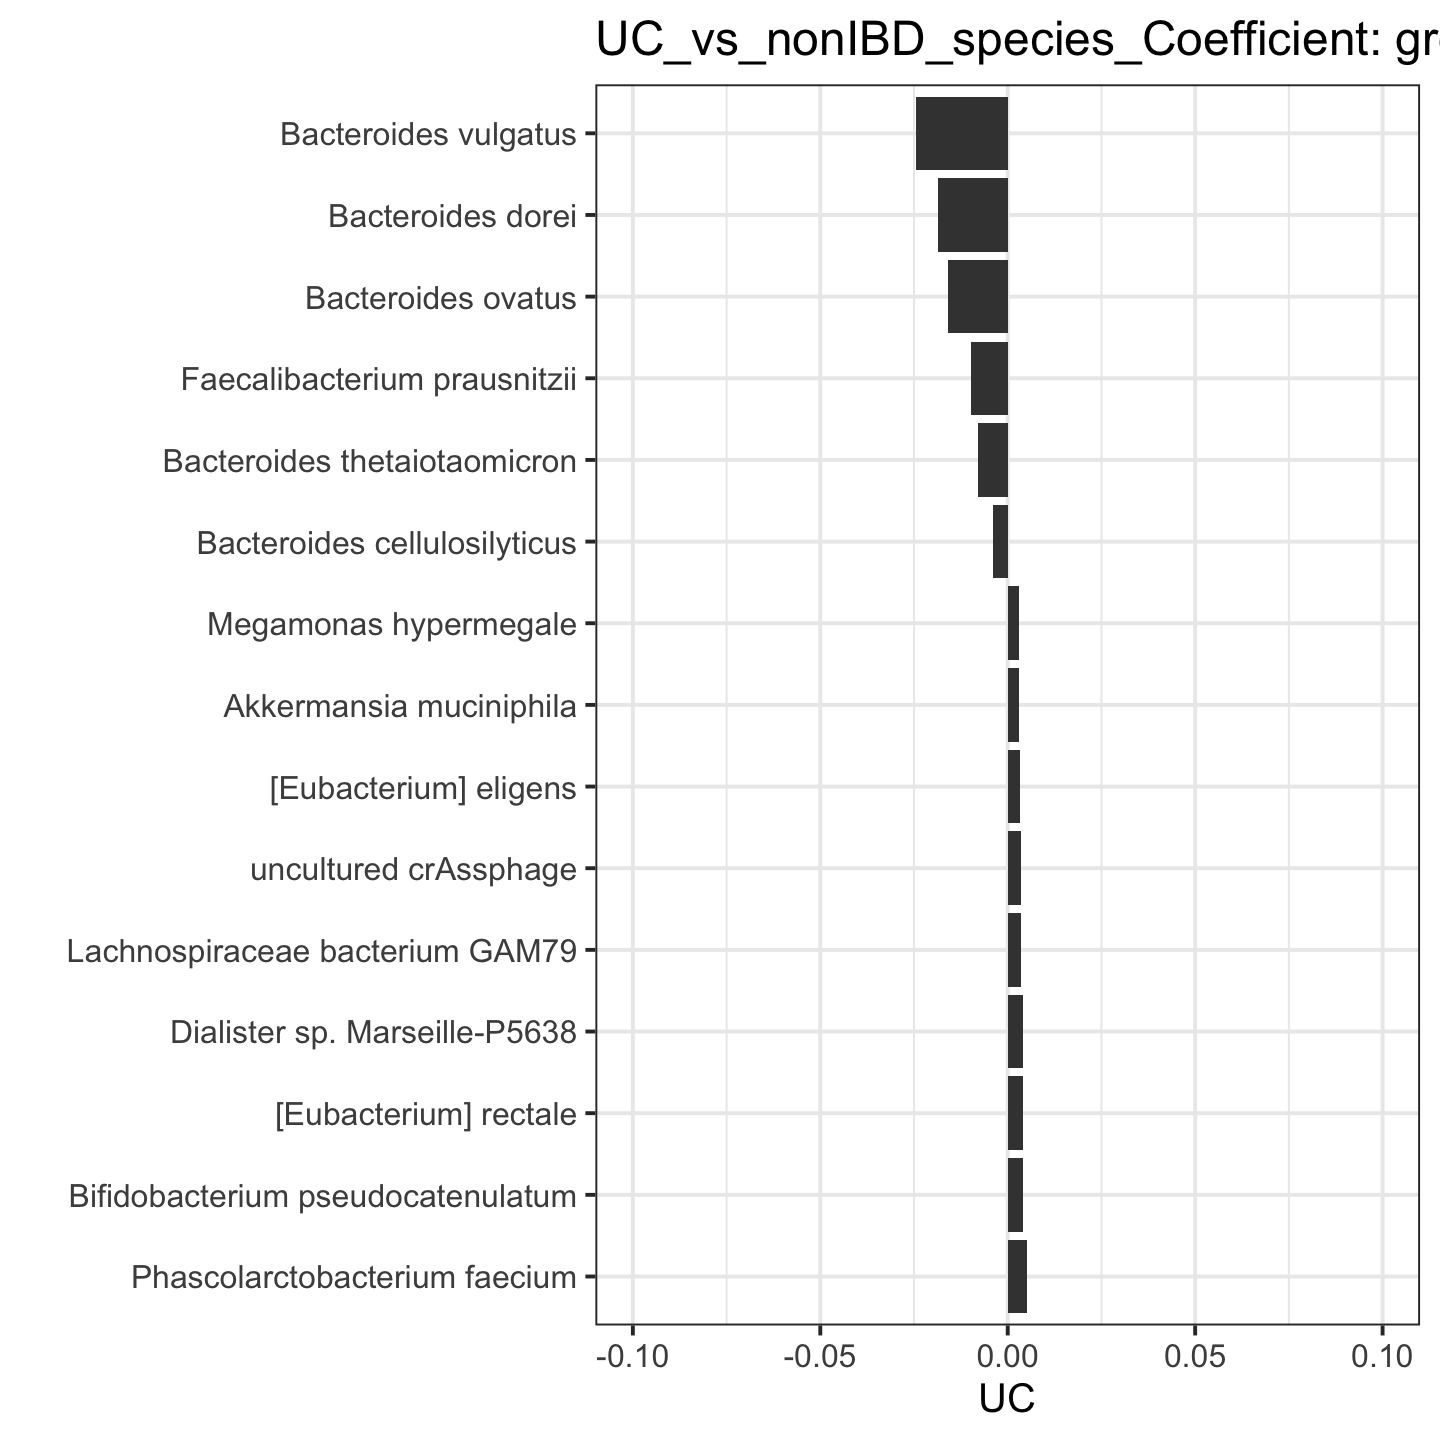 UC_vs_nonIBD_species_Coefficient: gr
Bacteroides vulgatus
Bacteroides dorei
Bacteroides ovatus
Faecalibacterium prausnitzii
Bacteroides thetaiotaomicron
Bacteroides cellulosilyticus
Megamonas hypermegale
Akkermansia muciniphila
[Eubacterium] eligens
uncultured crAssphage
Lachnospiraceae bacterium GAM79
Dialister sp. Marseille-P5638
[Eubacterium] rectale
Bifidobacterium pseudocatenulatum
Phascolarctobacterium faecium
-0.10 -0.05 0.00 0.05 0.10
UC